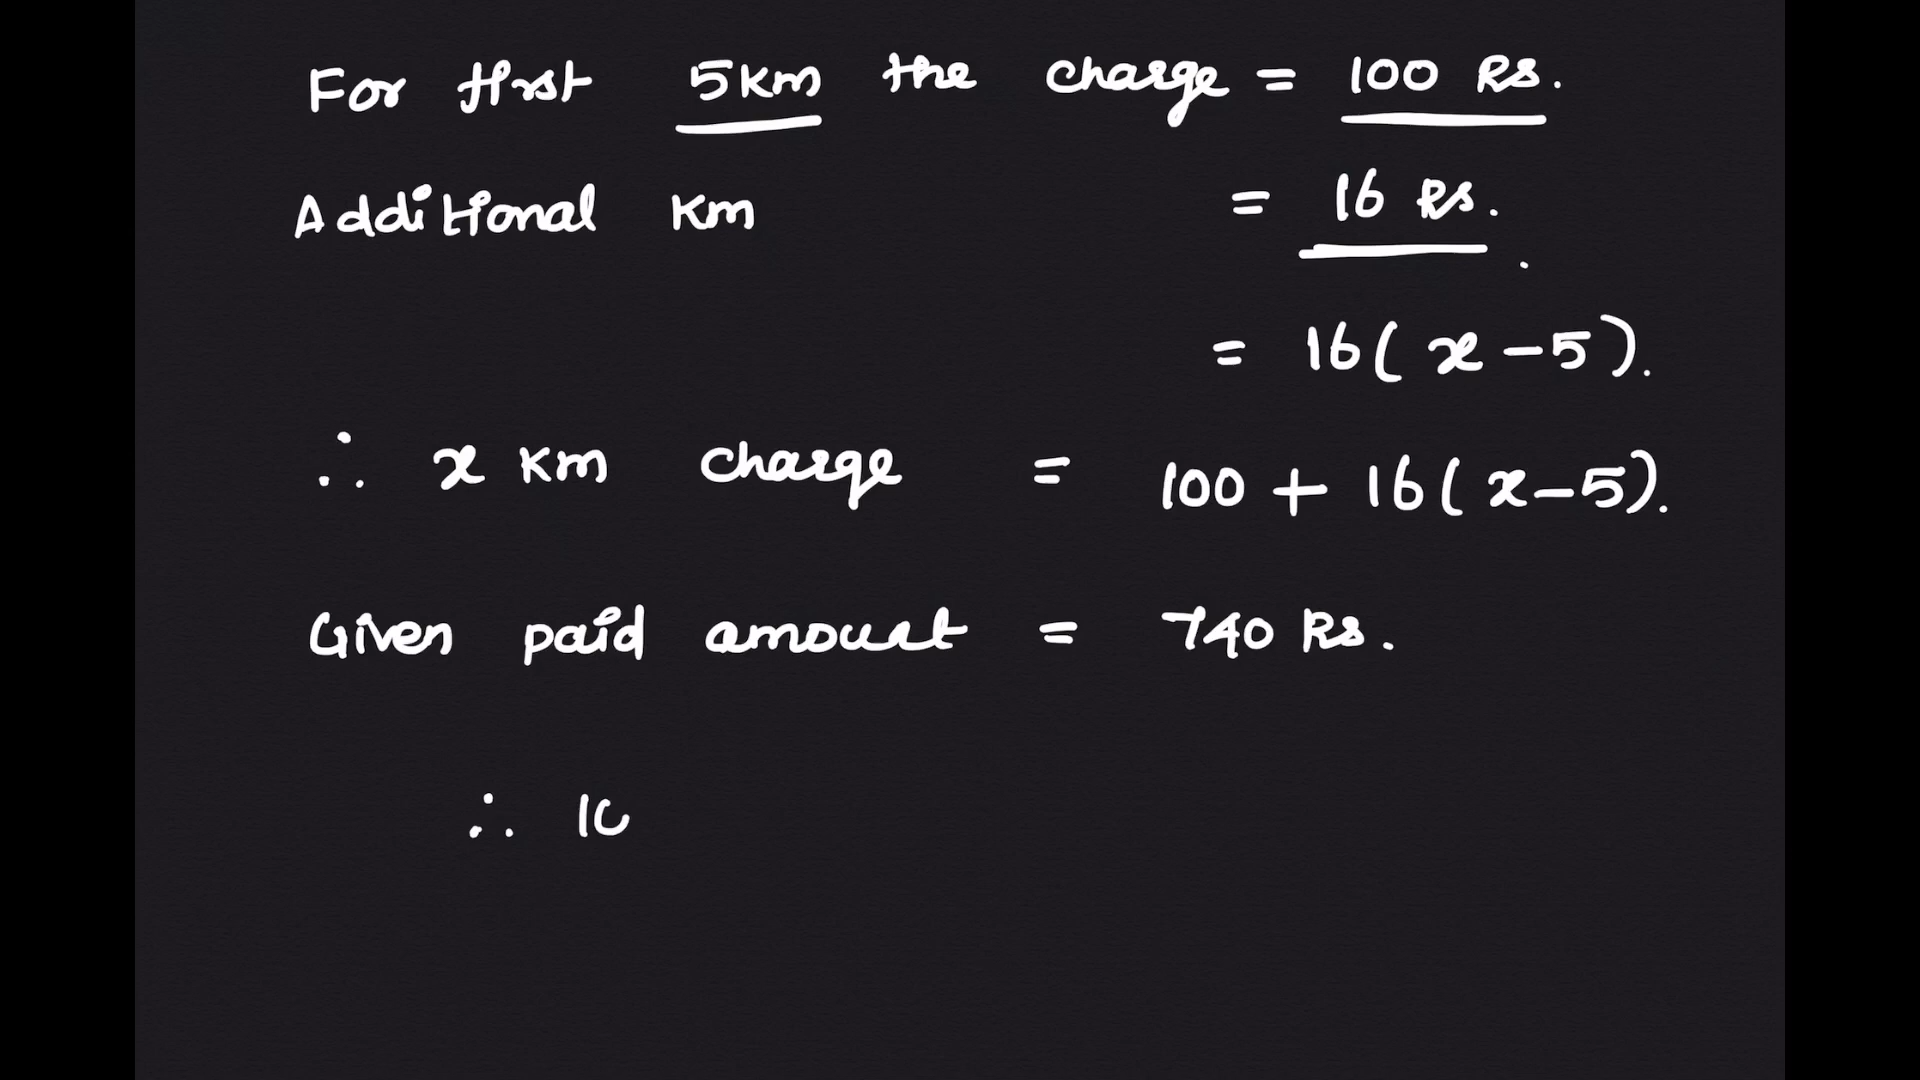 For first 5km the charge = 100 Rs.
Additional km = 16 Rs.
= 16(x-5).
∴ x km charge = 100 + 16(x-5).
Given paid amount = 740 Rs.
∴ 10